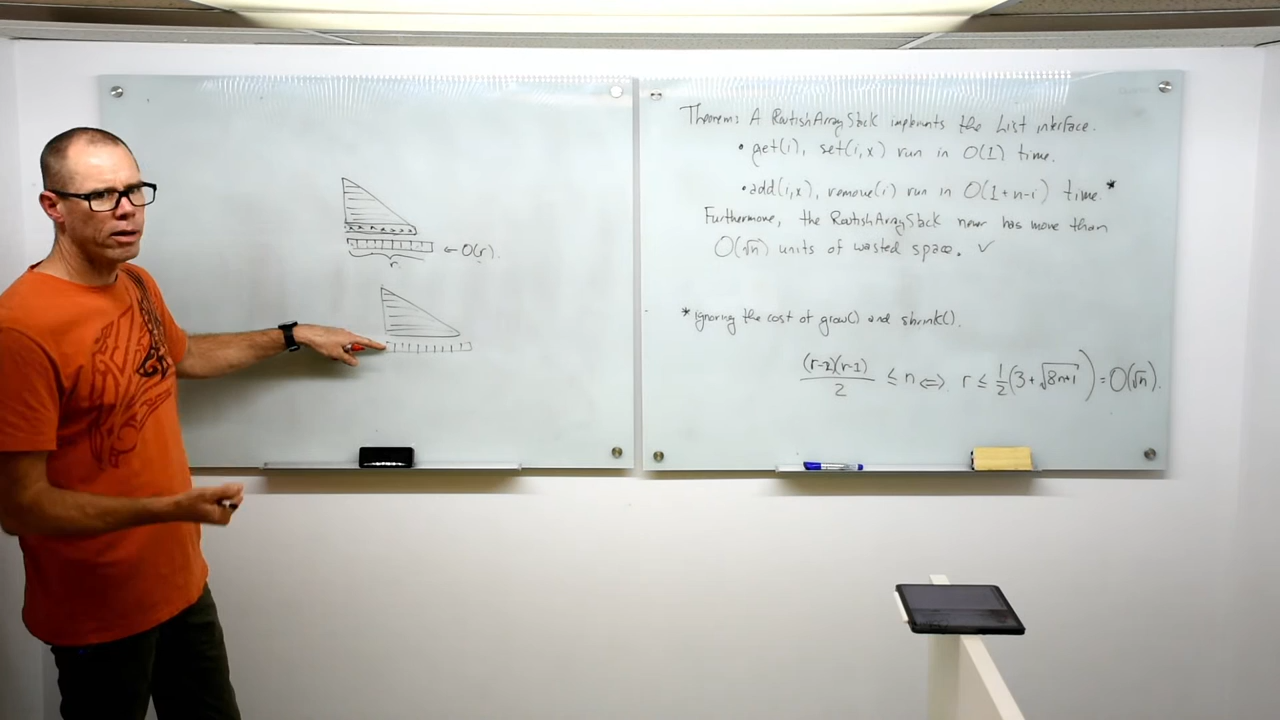 r
← O(r).
Theorem: A RootishArrayStack implements the List interface.
• get(i), set(i,x) run in O(1) time.
• add(i,x), remove(i) run in O(1+n-i) time.*
Furthermore, the RootishArrayStack never has more than
O(√n) units of wasted space. ✓
*Ignoring the cost of grow() and shrink().
(r-2)(r-1)/2 ≤ n ⇔ r ≤ 1/2(3+√8n+1) = O(√n).